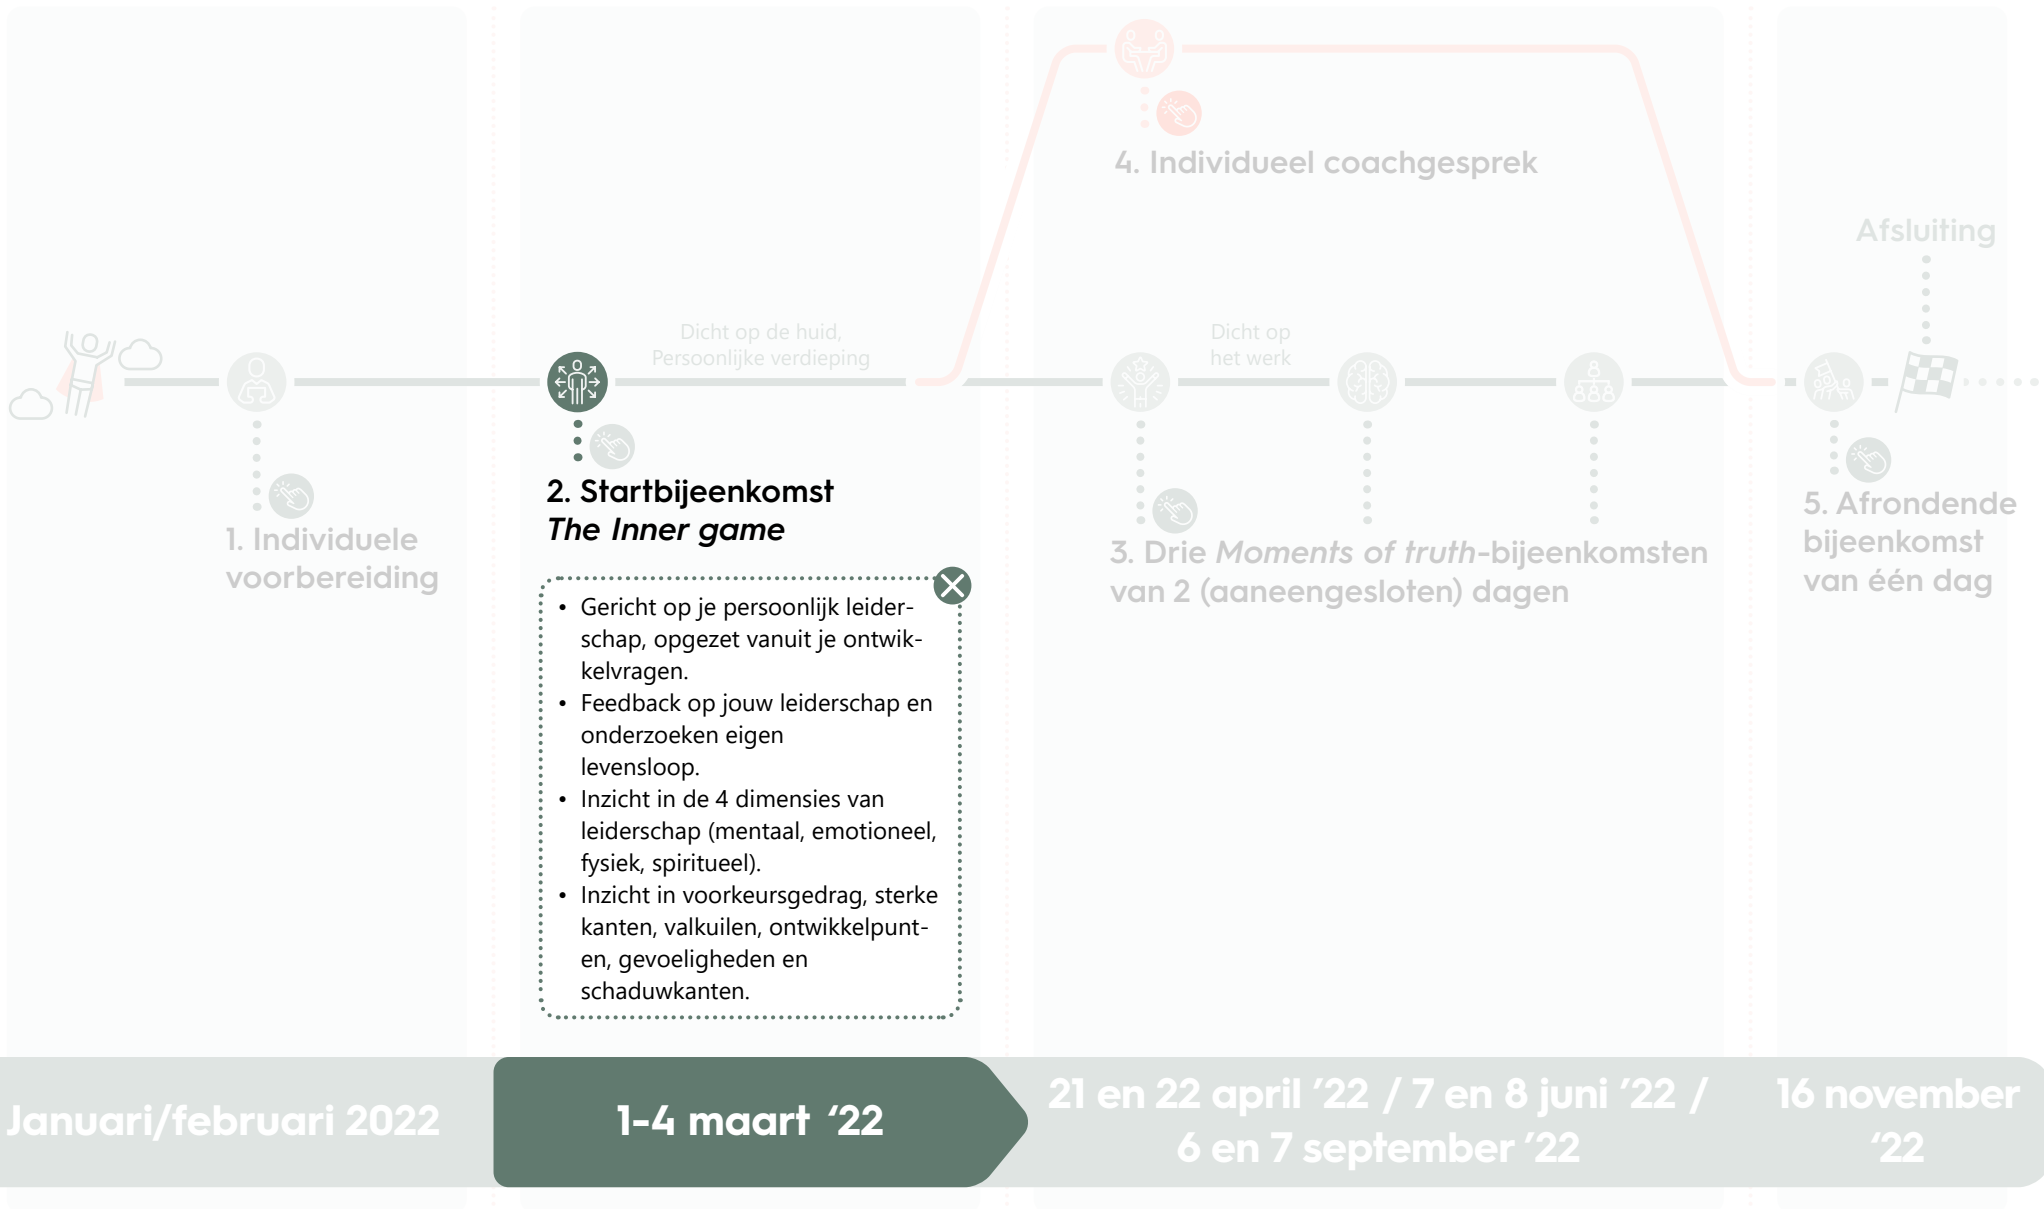 4. Individueel coachgesprek
Afsluiting
Dicht op de huid,
Persoonlijke verdieping
Dicht op
het werk
1. Individuele
voorbereiding
2. Startbijeenkomst
The Inner game
• Gericht op je persoonlijk leider-
schap, opgezet vanuit je ontwik-
kelvragen.
• Feedback op jouw leiderschap en
onderzoeken eigen
levensloop.
• Inzicht in de 4 dimensies van
leiderschap (mentaal, emotioneel,
fysiek, spiritueel).
• Inzicht in voorkeursgedrag, sterke
kanten, valkuilen, ontwikkelpunt-
en, gevoeligheden en
schaduwkanten.
3. Drie Moments of truth-bijeenkomsten
van 2 (aaneengesloten) dagen
5. Afrondende
bijeenkomst
van één dag
Januari/februari 2022
1-4 maart ‘22
21 en 22 april ’22 / 7 en 8 juni ’22 /
6 en 7 september ’22
16 november
‘22